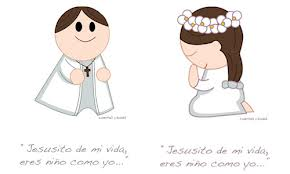 " Jesusito de mi vida,
eres niño como yo..."
" Jesusito de mi vida,
eres niño como yo..."